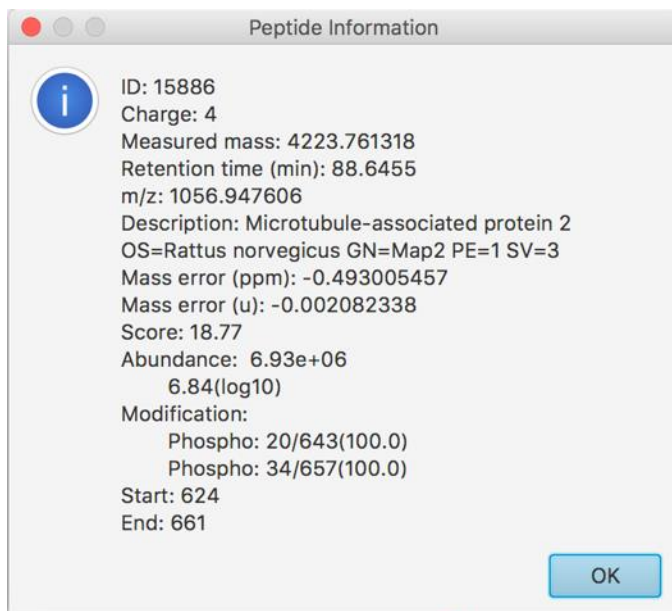 Peptide Information
ID: 15886
Charge: 4
Measured mass: 4223.761318
Retention time (min): 88.6455
m/z: 1056.947606
Description: Microtubule-associated protein 2
OS=Rattus norvegicus GN=Map2 PE=1 SV=3
Mass error (ppm): -0.493005457
Mass error (u): -0.002082338
Score: 18.77
Abundance: 6.93e+06
6.84(log10)
Modification:
Phospho: 20/643(100.0)
Phospho: 34/657(100.0)
Start: 624
End: 661
OK